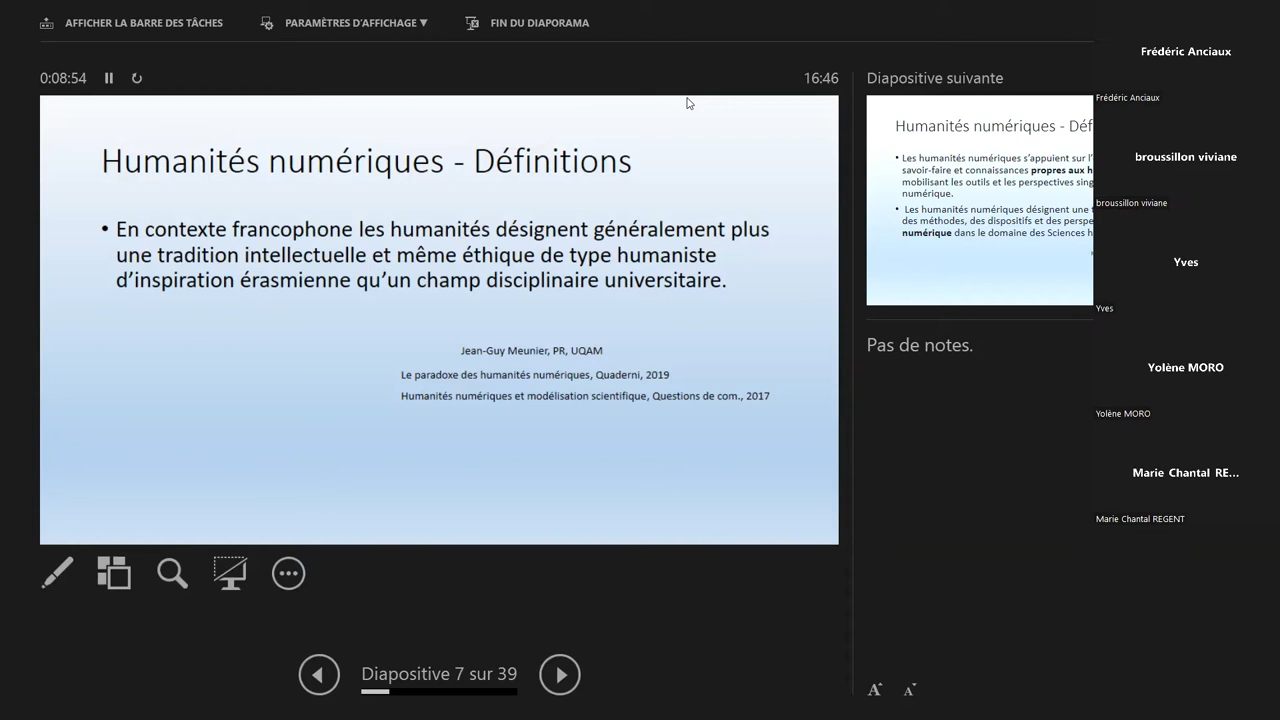 AFFICHER LA BARRE DES TÂCHES
PARAMÈTRES D'AFFICHAGE ▼
FIN DU DIAPORAMA
0:08:54
16:46
Humanités numériques - Définitions
• En contexte francophone les humanités désignent généralement plus
une tradition intellectuelle et même éthique de type humaniste
d’inspiration érasmienne qu’un champ disciplinaire universitaire.
Jean-Guy Meunier, PR, UQAM
Le paradoxe des humanités numériques, Quaderni, 2019
Humanités numériques et modélisation scientifique, Questions de com., 2017
Diapositive 7 sur 39
Diapositive suivante
Humanités numériques - Déf
• Les humanités numériques s’appuient sur l’
savoir-faire et connaissances propres aux h
mobilisant les outils et les perspectives sing
numérique.
• Les humanités numériques désignent une
des méthodes, des dispositifs et des persp
numérique dans le domaine des Sciences h
Pas de notes.
A A
Frédéric Anciaux
Frédéric Anciaux
broussillon viviane
broussillon viviane
Yves
Yves
Yolène MORO
Yolène MORO
Marie Chantal RE...
Marie Chantal REGENT